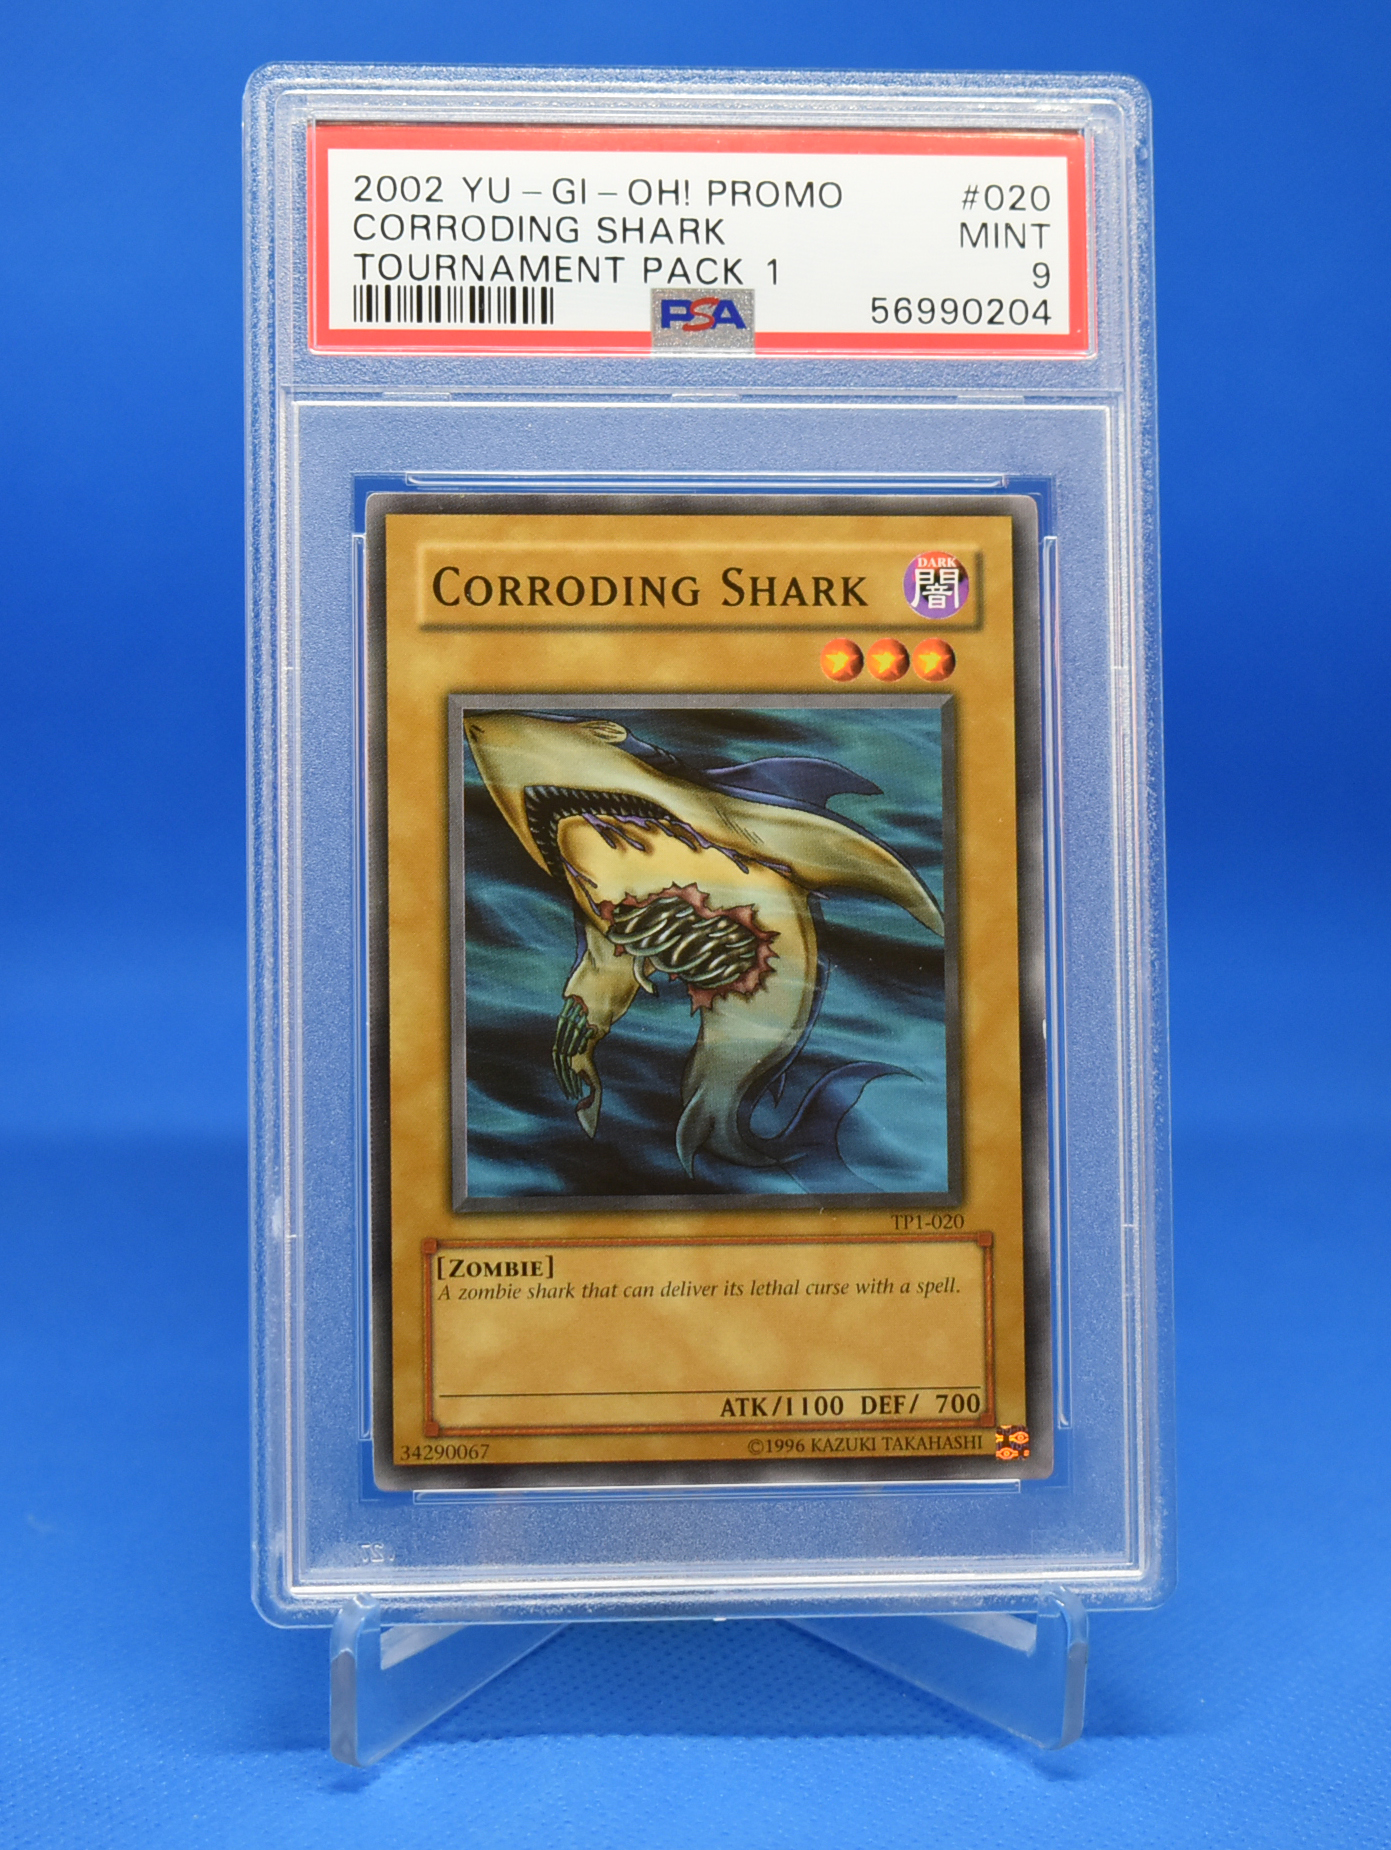 2002 YU-GI-OH! PROMO #020
CORRODING SHARK MINT
TOURNAMENT PACK 1 9
PSA 56990204
CORRODING SHARK
DARK
闇
TP1-020
[ZOMBIE]
A zombie shark that can deliver its lethal curse with a spell.
ATK/1100 DEF/ 700
34290067 ©1996 KAZUKI TAKAHASHI